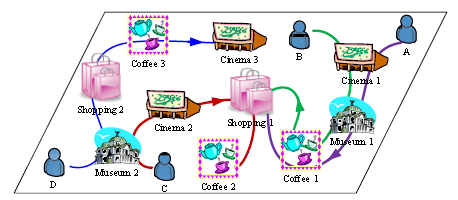 Coffee 3
Cinema 3
B
A
Cinema 1
Shopping 2
Cinema 2
Shopping 1
Museum 1
Museum 2
D
C
Coffee 2
Coffee 1